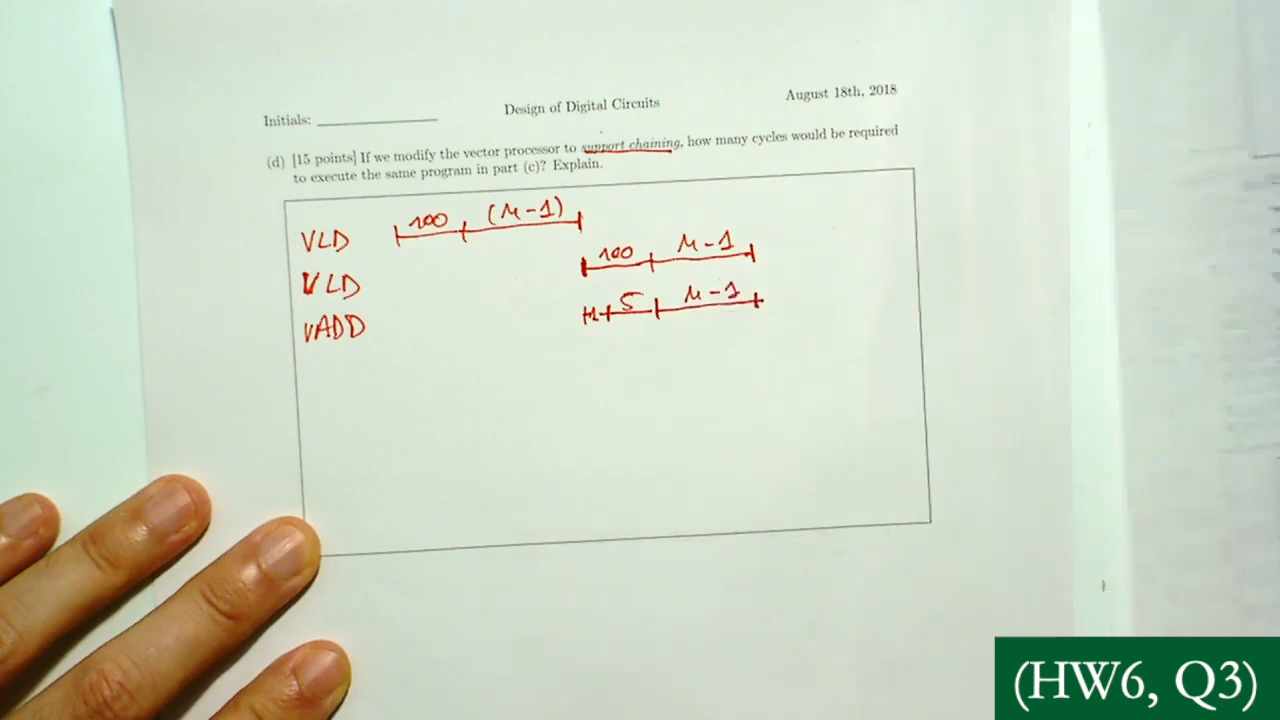 Initials: Design of Digital Circuits August 18th, 2018
(d) [15 points] If we modify the vector processor to support chaining, how many cycles would be required
to execute the same program in part (c)? Explain.
VLD 100 (M-1)
VLD 100 M-1
VADD 5 M-1
(HW6, Q3)